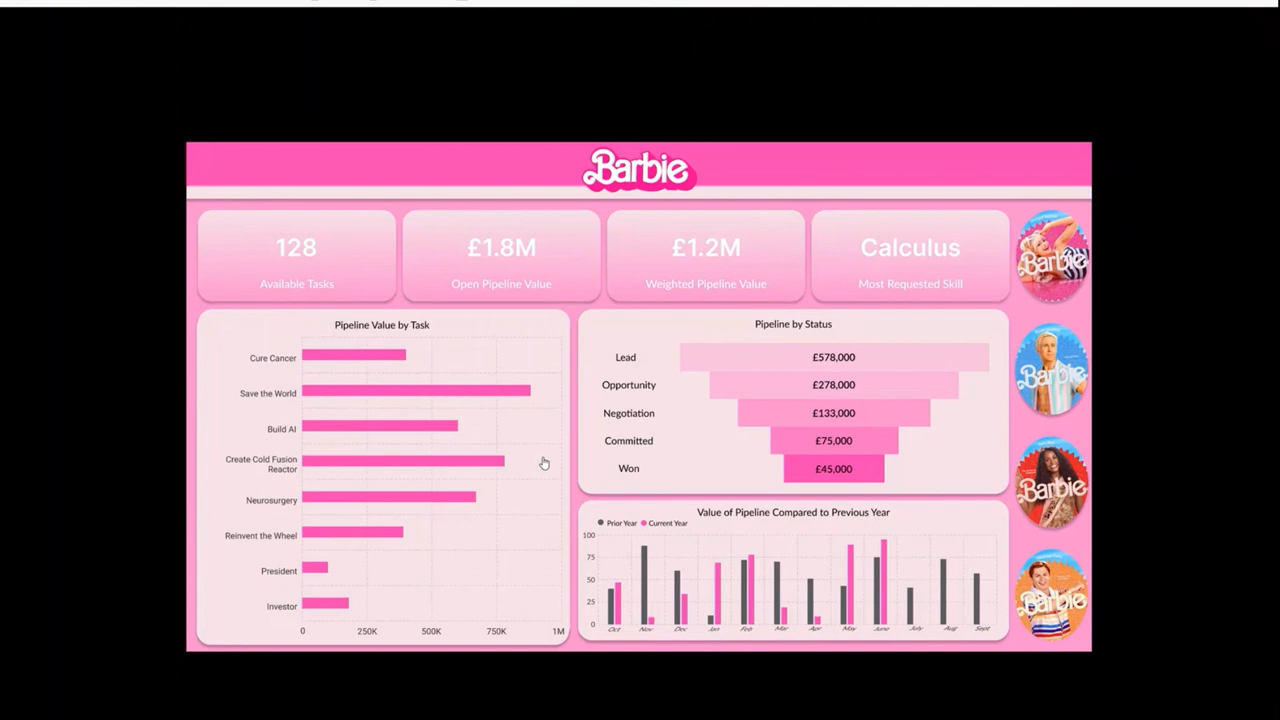 Barbie
128
Available Tasks
£1.8M
Open Pipeline Value
£1.2M
Weighted Pipeline Value
Calculus
Most Requested Skill
Barbie
Barbie
Barbie
Barbie
Pipeline Value by Task
Cure Cancer
Save the World
Build AI
Create Cold Fusion
Reactor
Neurosurgery
Reinvent the Wheel
President
Investor
0 250K 500K 750K 1M
Pipeline by Status
Lead £578,000
Opportunity £278,000
Negotiation £133,000
Committed £75,000
Won £45,000
Value of Pipeline Compared to Previous Year
Prior Year Current Year
100
75
50
25
0
Oct Nov Dec Jan Feb Mar Apr May June July Aug Sept